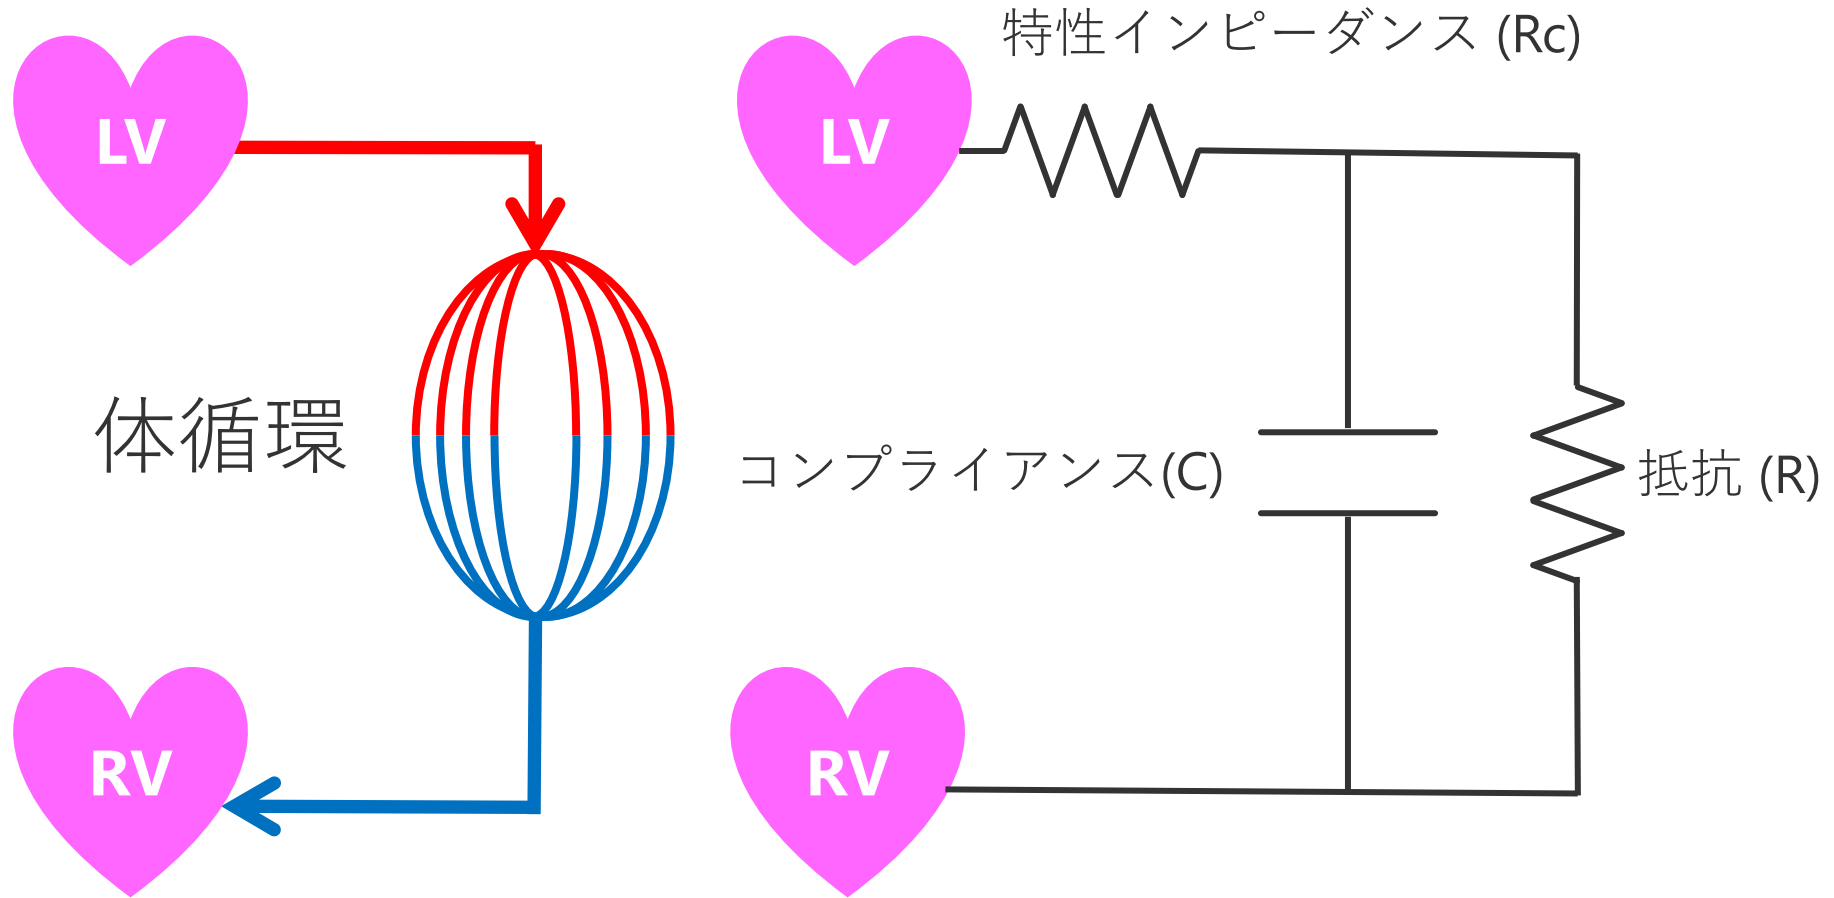 LV
体循環
RV
特性インピーダンス (Rc)
LV
コンプライアンス(C)
抵抗 (R)
RV